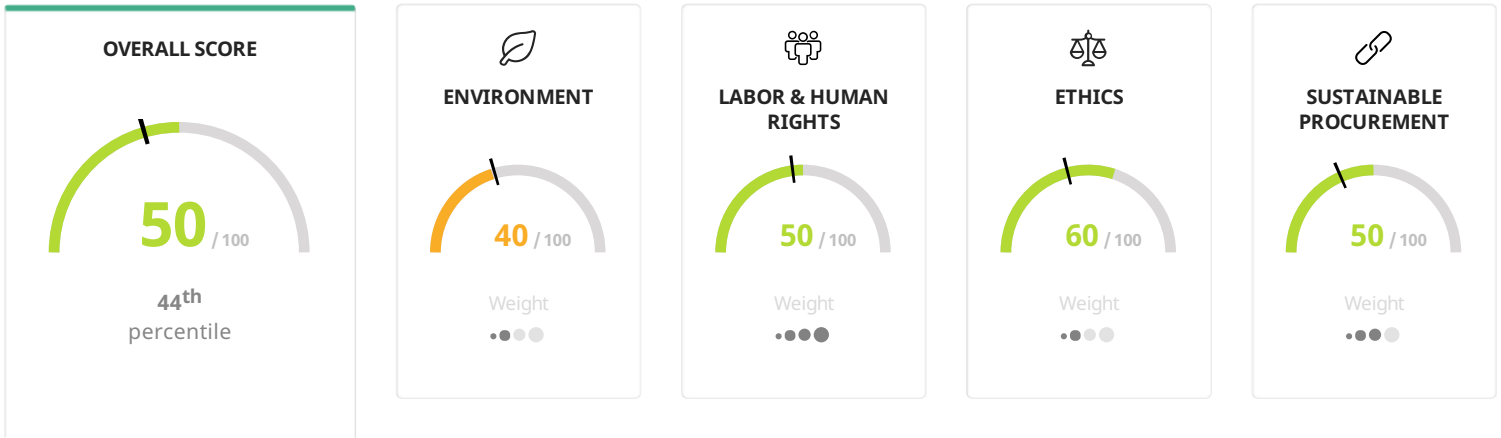 OVERALL SCORE
50 / 100
44th
percentile
ENVIRONMENT
40 / 100
Weight
LABOR & HUMAN
RIGHTS
50 / 100
Weight
ETHICS
60 / 100
Weight
SUSTAINABLE
PROCUREMENT
50 / 100
Weight